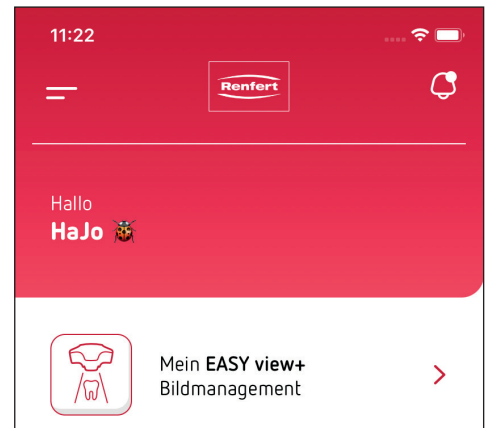 11:22
Renfert
Hallo
HaJo 🐞
Mein EASY view+
Bildmanagement